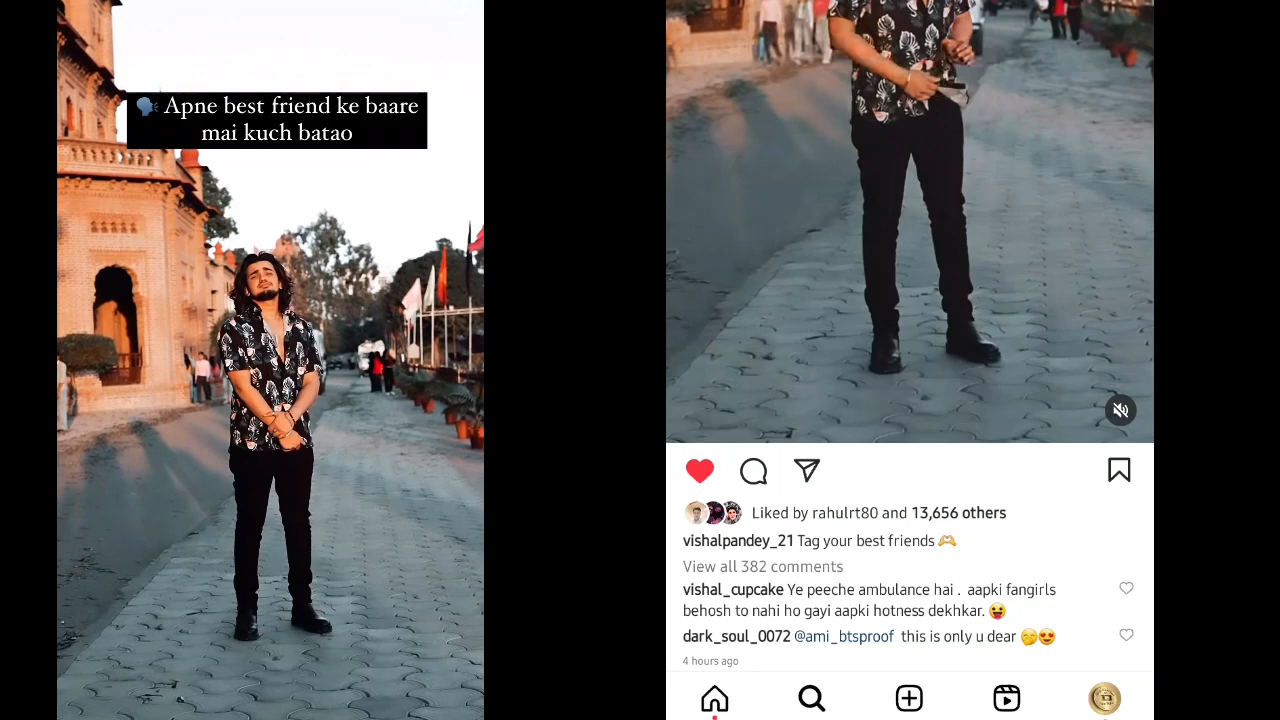 🗣️ Apne best friend ke baare
mai kuch batao
Liked by rahulrt80 and 13,656 others
vishalpandey_21 Tag your best friends 🫶
View all 382 comments
vishal_cupcake Ye peeche ambulance hai . aapki fangirls
behosh to nahi ho gayi aapki hotness dekhkar. 😜
dark_soul_0072 @ami_btsproof this is only u dear 🤭😍
4 hours ago